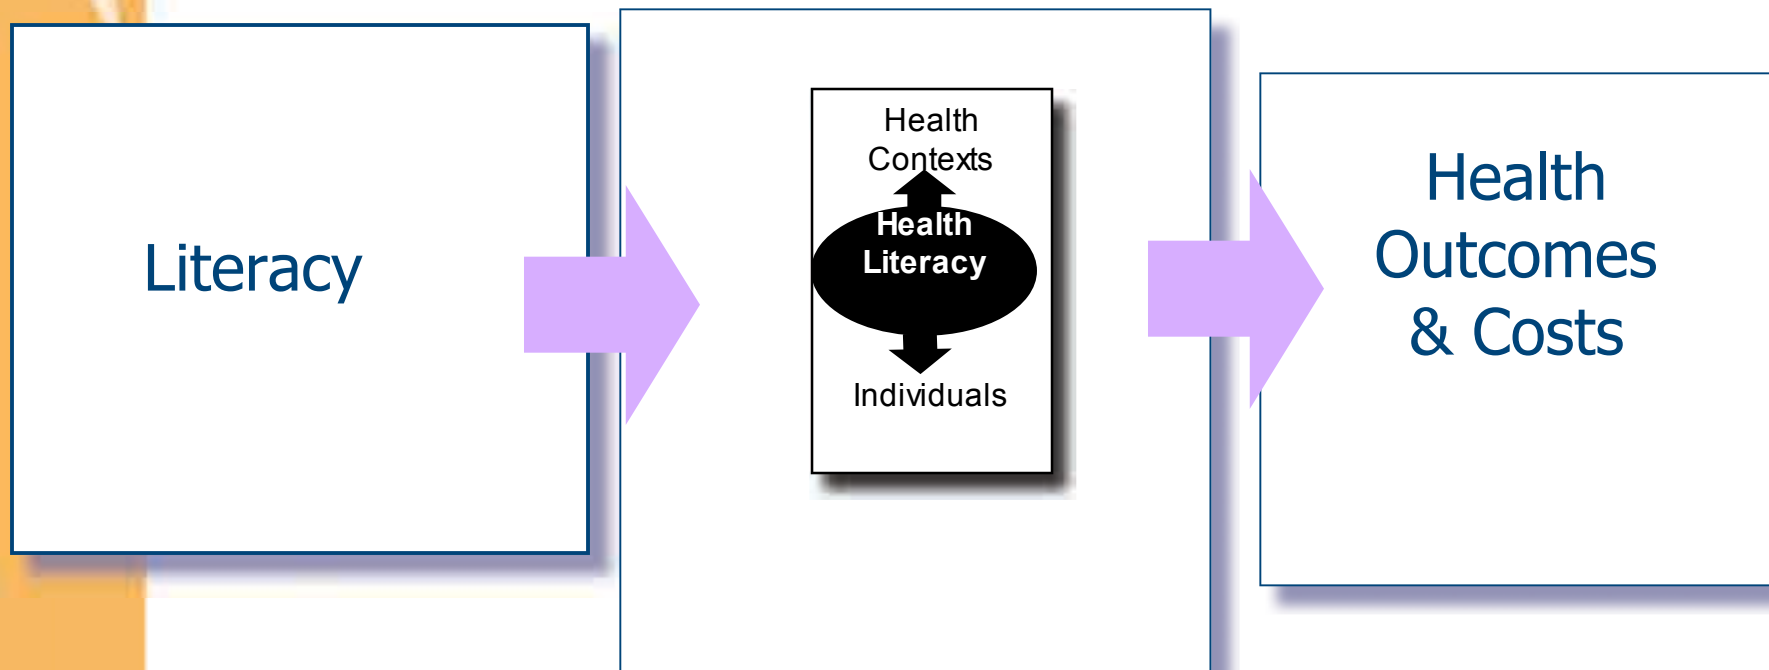 Literacy
Health
Contexts
Health
Literacy
Individuals
Health
Outcomes
& Costs